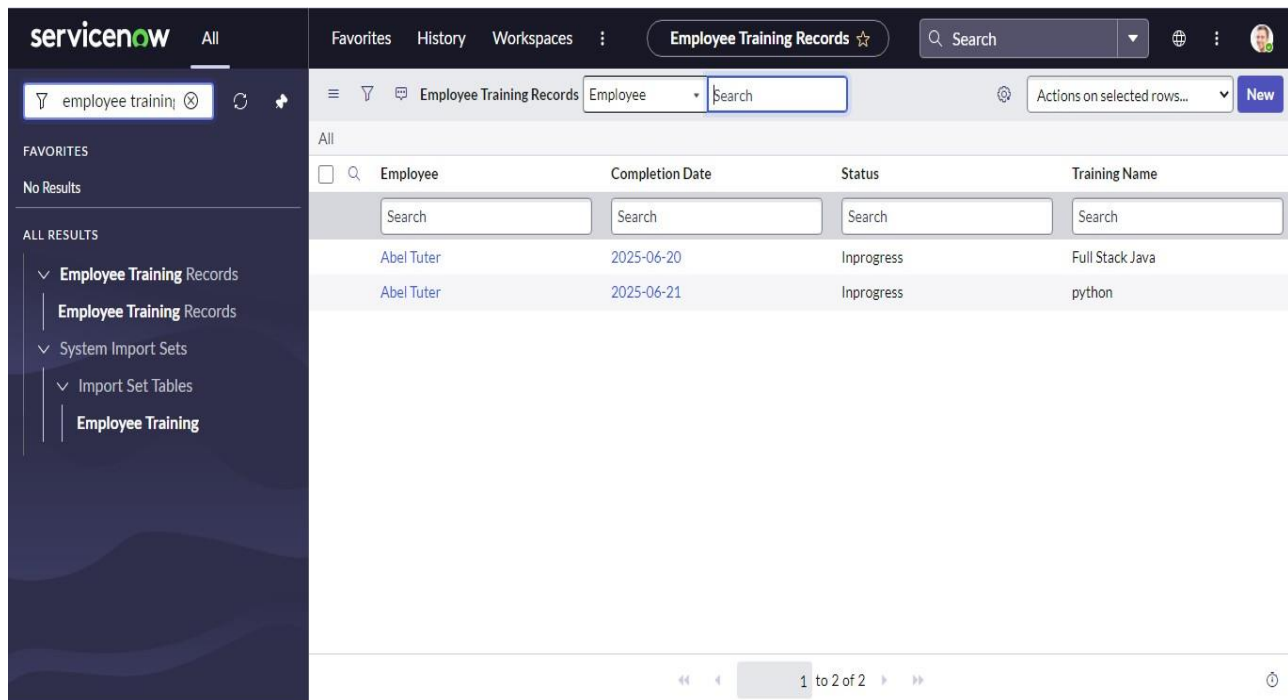 servicenow All Favorites History Workspaces Employee Training Records Search
employee training
Employee Training Records Employee Search Actions on selected rows... New
FAVORITES
No Results
ALL RESULTS
Employee Training Records
Employee Training Records
System Import Sets
Import Set Tables
Employee Training
All
Employee Completion Date Status Training Name
Search Search Search Search
Abel Tuter 2025-06-20 Inprogress Full Stack Java
Abel Tuter 2025-06-21 Inprogress python
1 to 2 of 2